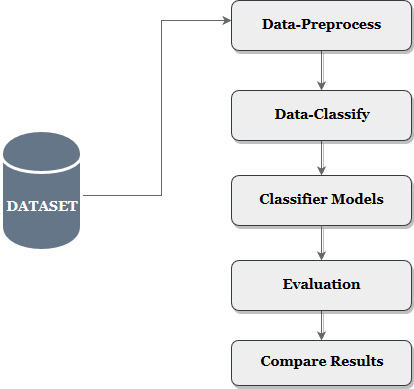 DATASET
Data-Preprocess
Data-Classify
Classifier Models
Evaluation
Compare Results